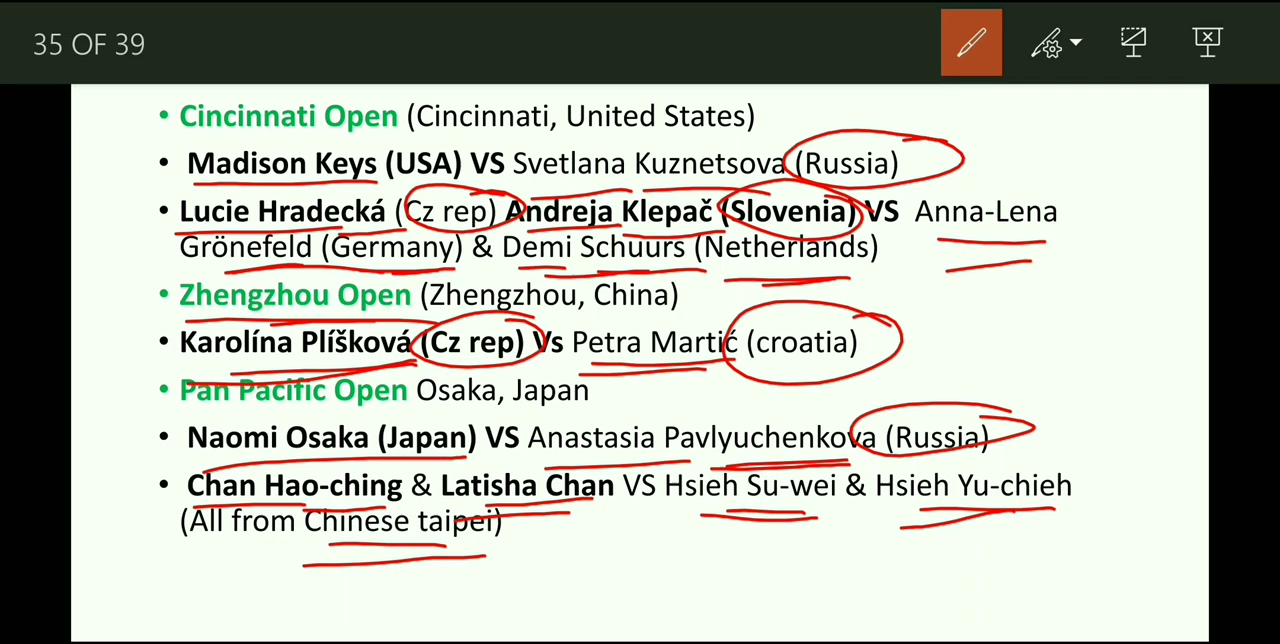 35 OF 39
• Cincinnati Open (Cincinnati, United States)
• Madison Keys (USA) VS Svetlana Kuznetsova (Russia)
• Lucie Hradecká (Cz rep) Andreja Klepač (Slovenia) VS Anna-Lena
Grönefeld (Germany) & Demi Schuurs (Netherlands)
• Zhengzhou Open (Zhengzhou, China)
• Karolína Plíšková (Cz rep) Vs Petra Martić (croatia)
• Pan Pacific Open Osaka, Japan
• Naomi Osaka (Japan) VS Anastasia Pavlyuchenkova (Russia)
• Chan Hao-ching & Latisha Chan VS Hsieh Su-wei & Hsieh Yu-chieh
(All from Chinese taipei)